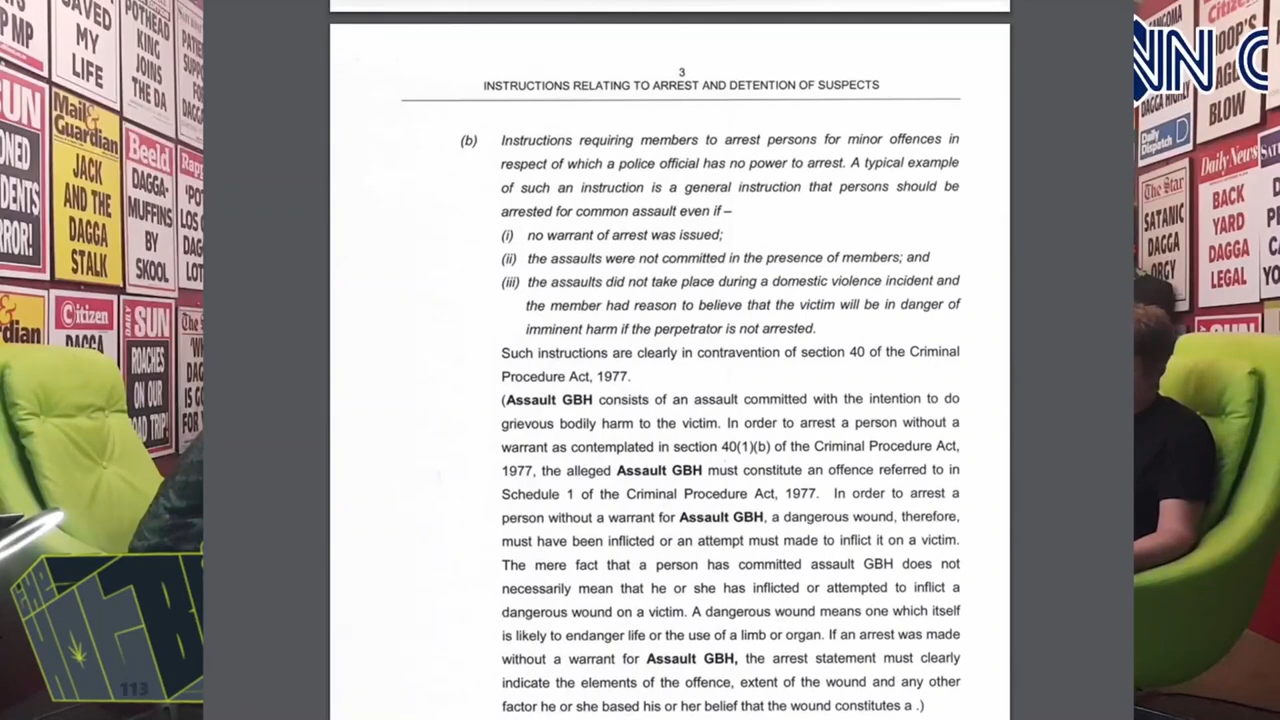 3
INSTRUCTIONS RELATING TO ARREST AND DETENTION OF SUSPECTS
(b) Instructions requiring members to arrest persons for minor offences in
respect of which a police official has no power to arrest. A typical example
of such an instruction is a general instruction that persons should be
arrested for common assault even if –
(i) no warrant of arrest was issued;
(ii) the assaults were not committed in the presence of members; and
(iii) the assaults did not take place during a domestic violence incident and
the member had reason to believe that the victim will be in danger of
imminent harm if the perpetrator is not arrested.
Such instructions are clearly in contravention of section 40 of the Criminal
Procedure Act, 1977.
(Assault GBH consists of an assault committed with the intention to do
grievous bodily harm to the victim. In order to arrest a person without a
warrant as contemplated in section 40(1)(b) of the Criminal Procedure Act,
1977, the alleged Assault GBH must constitute an offence referred to in
Schedule 1 of the Criminal Procedure Act, 1977. In order to arrest a
person without a warrant for Assault GBH, a dangerous wound, therefore,
must have been inflicted or an attempt must made to inflict it on a victim.
The mere fact that a person has committed assault GBH does not
necessarily mean that he or she has inflicted or attempted to inflict a
dangerous wound on a victim. A dangerous wound means one which itself
is likely to endanger life or the use of a limb or organ. If an arrest was made
without a warrant for Assault GBH, the arrest statement must clearly
indicate the elements of the offence, extent of the wound and any other
factor he or she based his or her belief that the wound constitutes a .)
SAVED
MY
LIFE
POTHEAD
KING
JOINS
THE DA
SUN
Mail&
Guardian
JACK
AND THE
DAGGA
STALK
Beeld
DAGGA-
MUFFINS
BY
SKOOL
Citizen
DAGGA
DAILY
SUN
ROACHES
ON OUR
ROAD TRIP!
THE
HOT B
113
NN C
BLOW
Daily
Dispatch
The Star
SATANIC
DAGGA
ORGY
Daily News
BACK
YARD
DAGGA
LEGAL